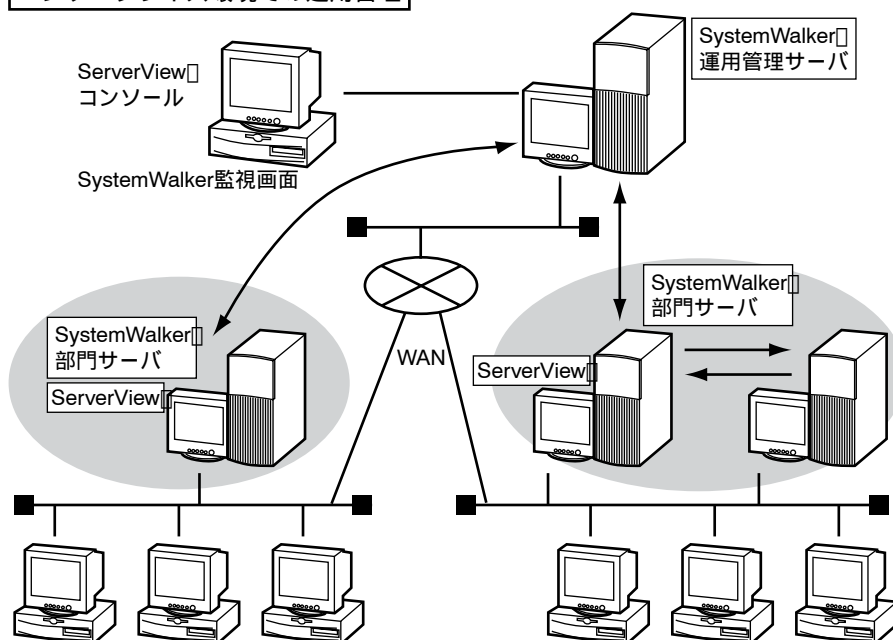 SystemWalker
運用管理サーバ
ServerView
コンソール
SystemWalker監視画面
SystemWalker
部門サーバ
SystemWalker
部門サーバ
ServerView
WAN
ServerView